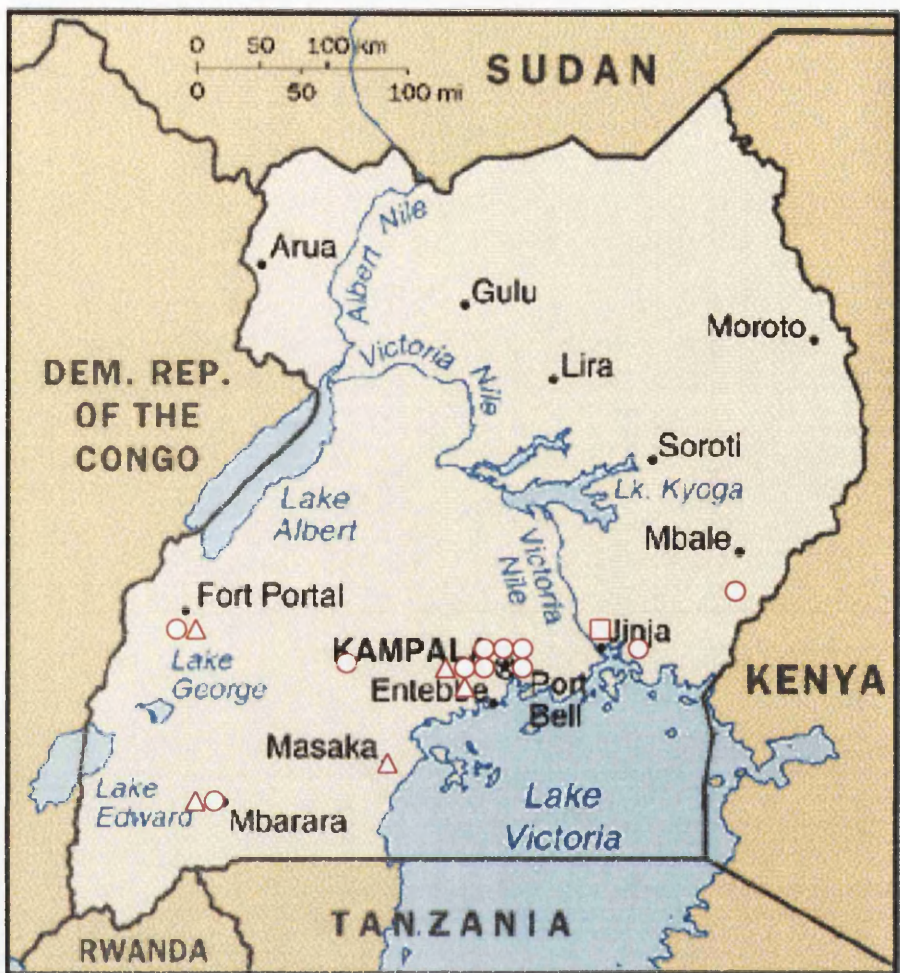 0 50 100 km
0 50 100 mi
SUDAN
Nile
Albert
Arua
Gulu
Moroto
Victoria
Nile
Lira
DEM. REP.
OF THE
CONGO
Soroti
Lk. Kyoga
Lake
Albert
Mbale
Victoria
Nile
Fort Portal
Jinja
KAMPALA
Lake
George
KENYA
Entebbe
Port
Bell
Masaka
Lake
Edward
Mbarara
Lake
Victoria
TANZANIA
RWANDA